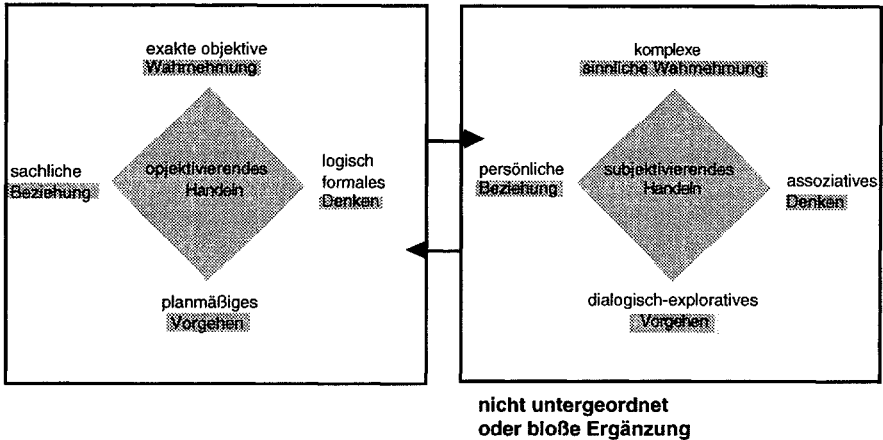 exakte objektive
Wahrnehmung
sachliche
Beziehung
opjektivierendes
Handeln
logisch
formales
Denken
planmäßiges
Vorgehen
komplexe
sinnliche Wahrnehmung
persönliche
Beziehung
subjektivierendes
Handeln
assoziatives
Denken
dialogisch-exploratives
Vorgehen
nicht untergeordnet
oder bloße Ergänzung